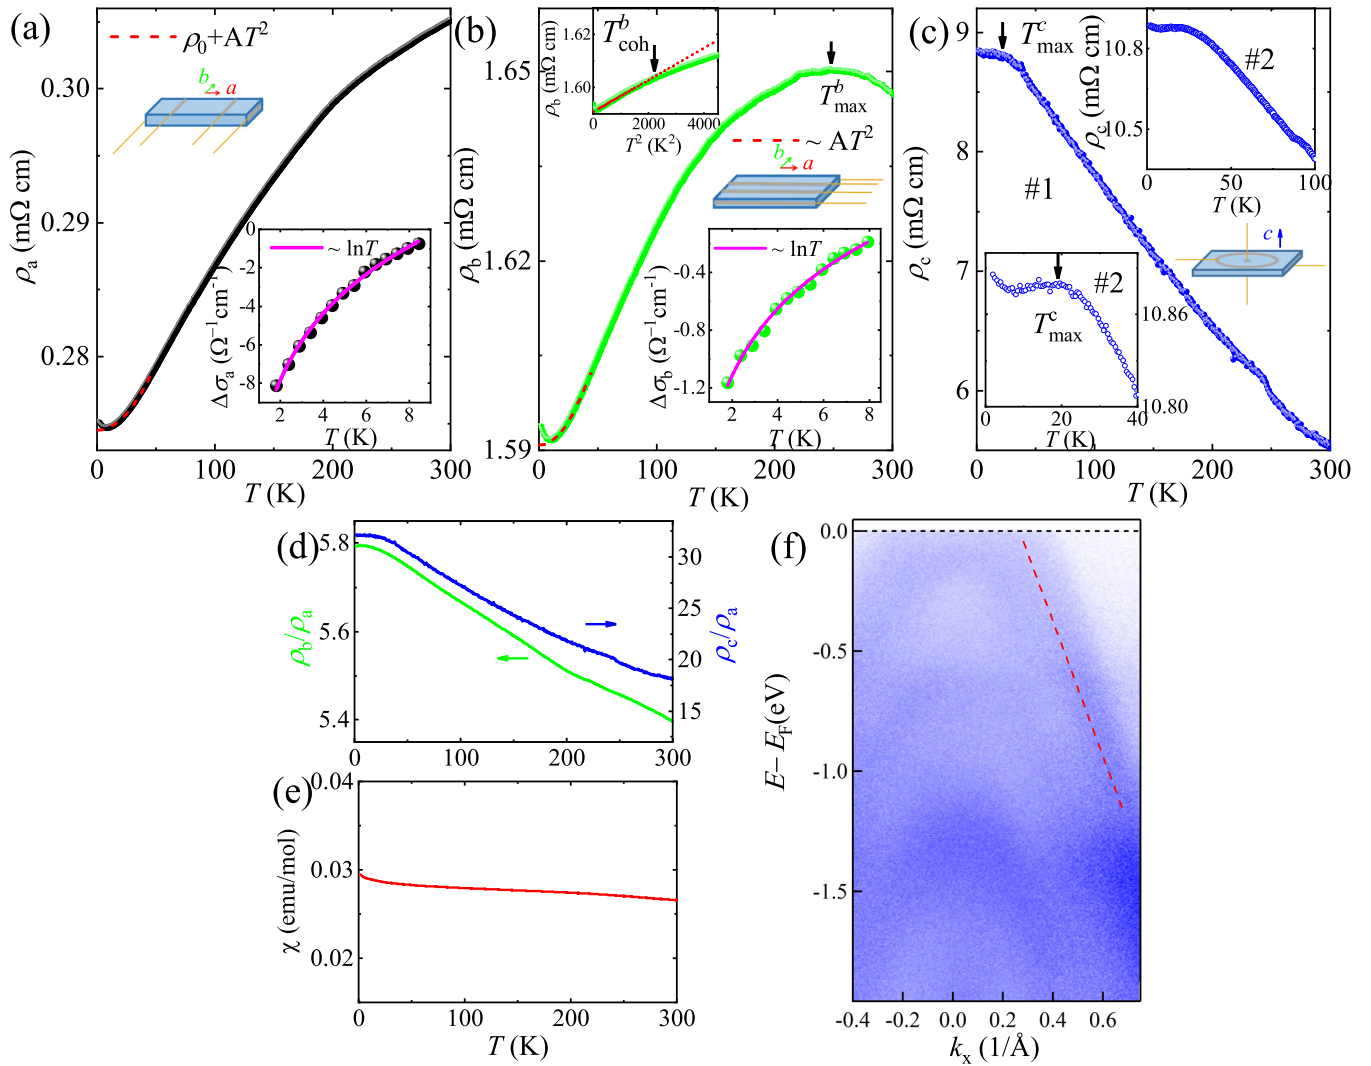 (a)
ρ₀+AT²
b
a
ρa (mΩ cm)
0.30
0.29
0.28
0
100
200
300
T (K)
~ lnT
Δσa (Ω⁻¹cm⁻¹)
0
-2
-4
-6
-8
2
4
6
8
T (K)
(b)
T^b_coh
ρb (mΩ cm)
1.62
1.60
0
2000
4000
T² (K²)
T^b_max
~ AT²
b
a
ρb (mΩ cm)
1.65
1.62
1.59
0
100
200
300
T (K)
~ lnT
Δσb (Ω⁻¹cm⁻¹)
-0.4
-0.8
-1.2
2
4
6
8
T (K)
(c)
T^c_max
ρc (mΩ cm)
9
8
7
6
0
100
200
300
T (K)
#1
#2
ρc (mΩ cm)
10.8
10.5
0
50
100
T (K)
c
#2
T^c_max
10.86
10.80
0
20
40
T (K)
(d)
ρb/ρa
5.8
5.6
5.4
ρc/ρa
30
25
20
15
0
100
200
300
(e)
χ (emu/mol)
0.04
0.03
0.02
0
100
200
300
T (K)
(f)
E− EF(eV)
0.0
-0.5
-1.0
-1.5
-0.4
-0.2
0.0
0.2
0.4
0.6
kx (1/Å)